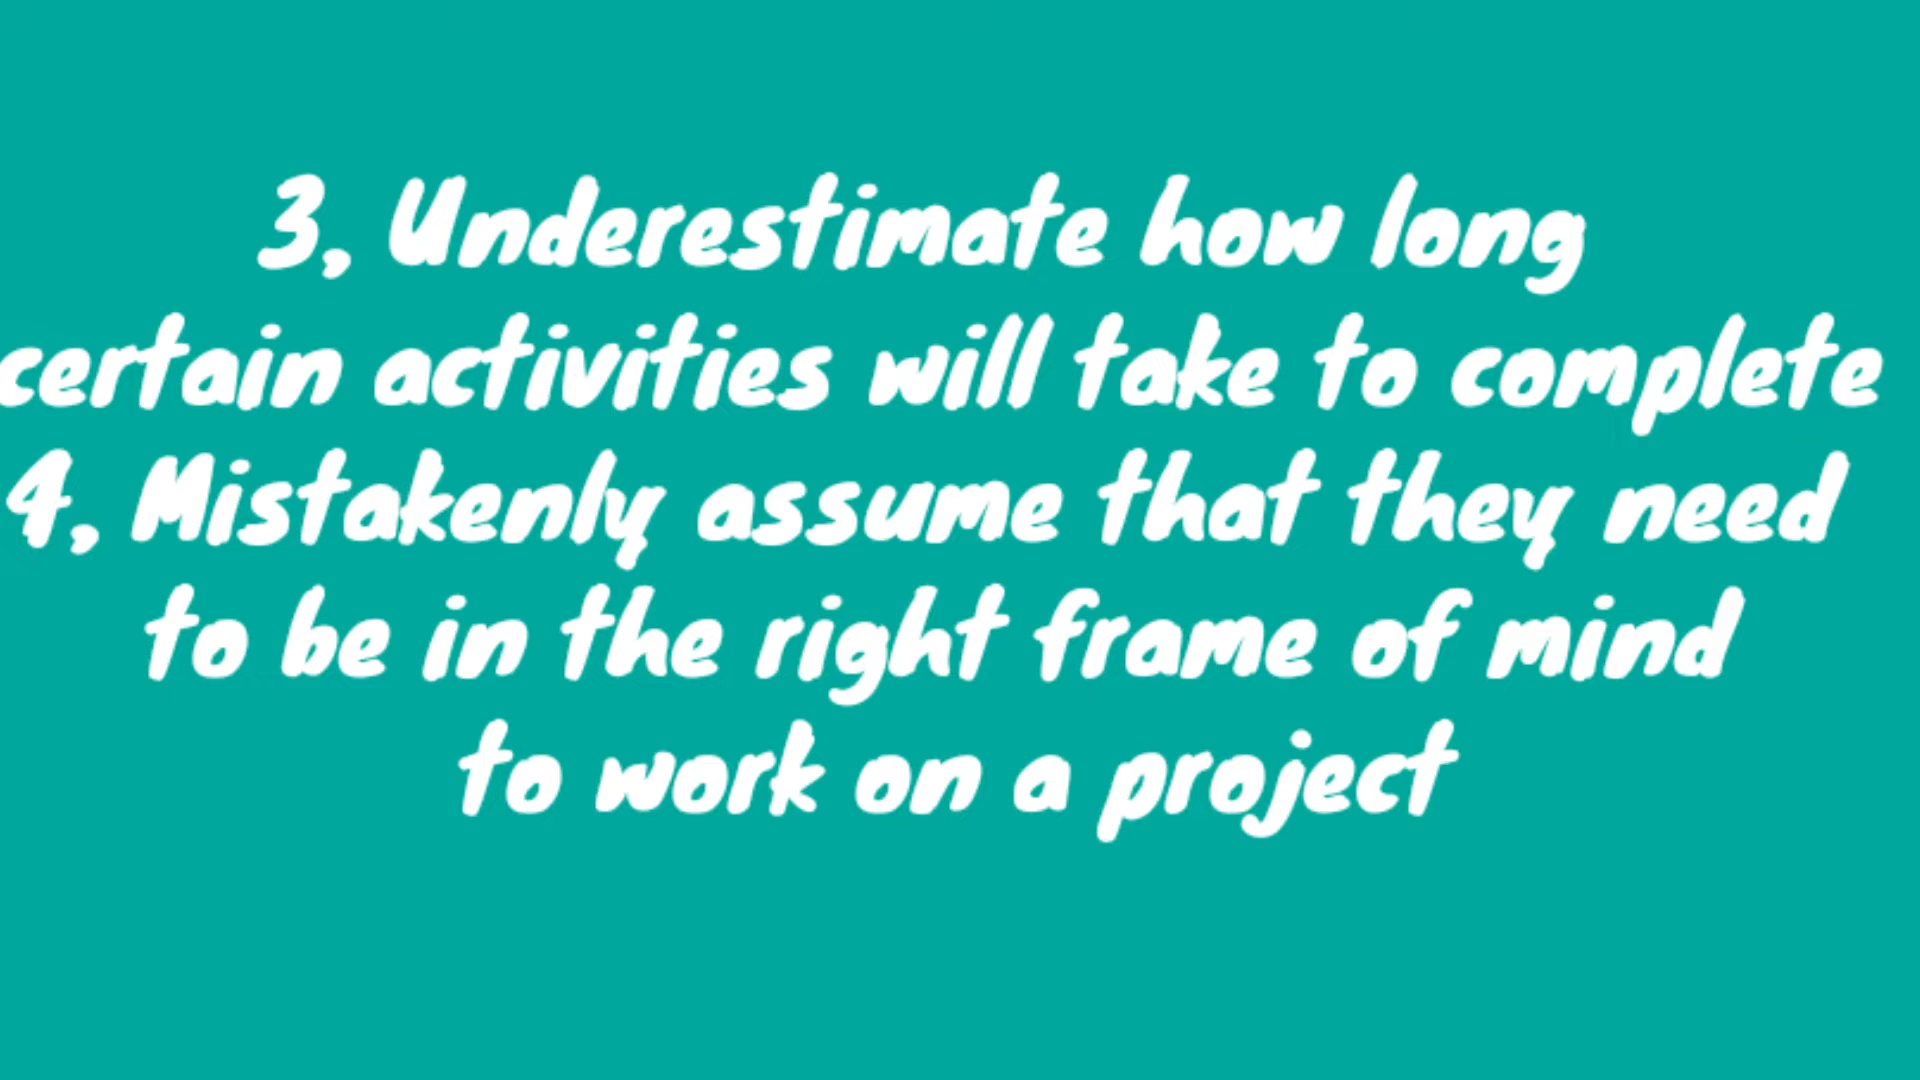 3, Underestimate how long
certain activities will take to complete
4, Mistakenly assume that they need
to be in the right frame of mind
to work on a project